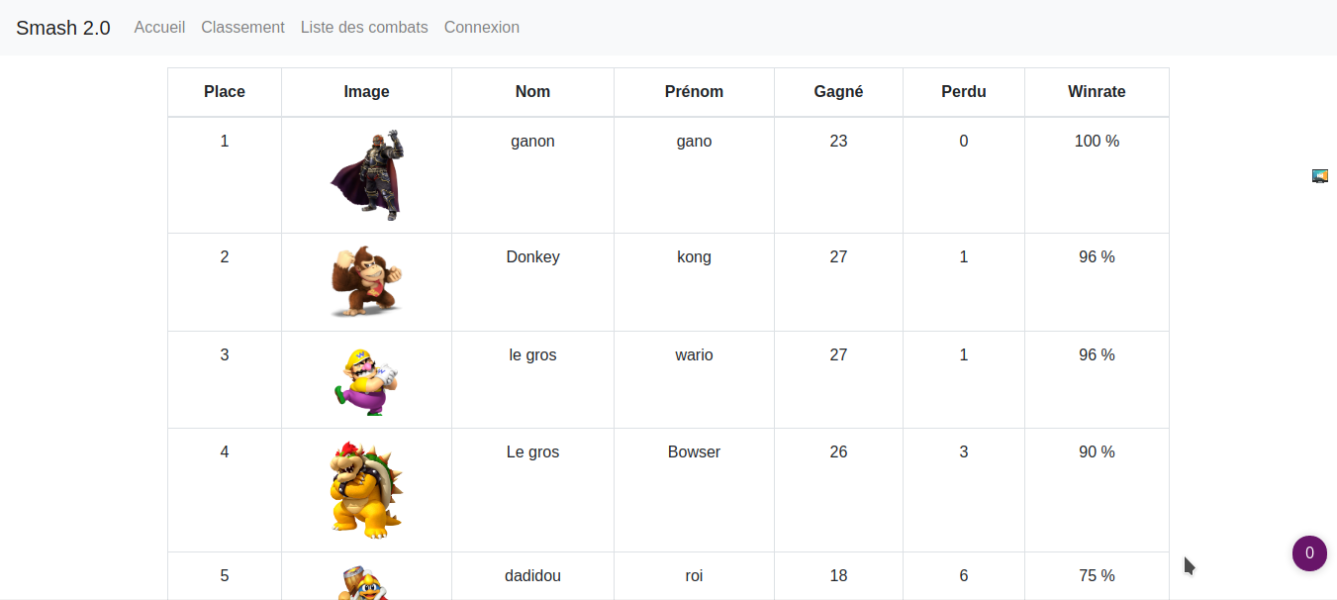 Smash 2.0 Accueil Classement Liste des combats Connexion
Place Image Nom Prénom Gagné Perdu Winrate
1 ganon gano 23 0 100 %
2 Donkey kong 27 1 96 %
3 le gros wario 27 1 96 %
4 Le gros Bowser 26 3 90 %
5 dadidou roi 18 6 75 %
0